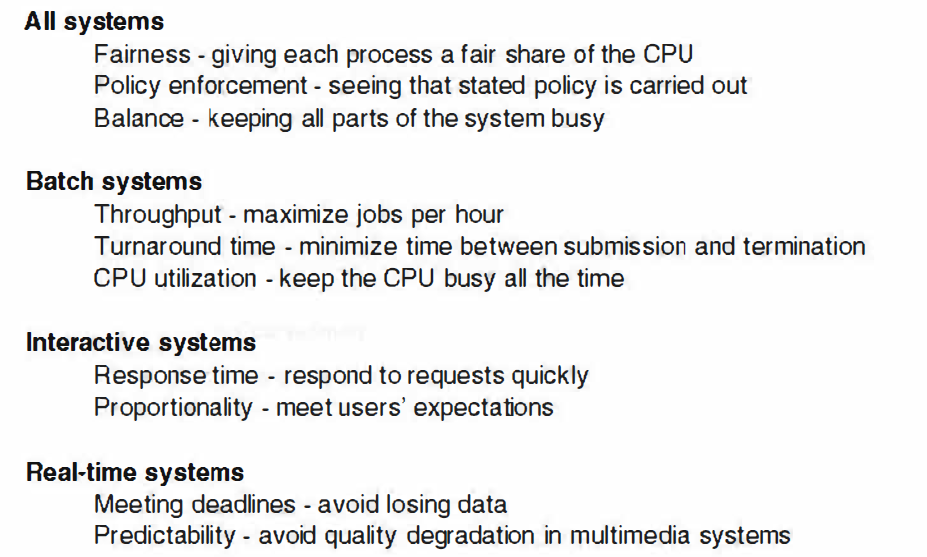 All systems
Fairness - giving each process a fair share of the CPU
Policy enforcement - seeing that stated policy is carried out
Balance - keeping all parts of the system busy
Batch systems
Throughput - maximize jobs per hour
Turnaround time - minimize time between submission and termination
CPU utilization - keep the CPU busy all the time
Interactive systems
Response time - respond to requests quickly
Proportionality - meet users' expectations
Real-time systems
Meeting deadlines - avoid losing data
Predictability - avoid quality degradation in multimedia systems